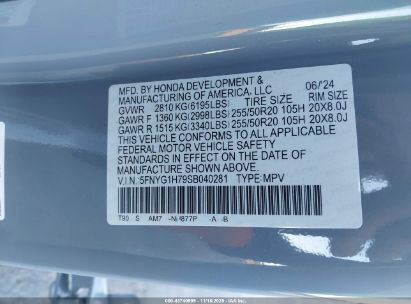 MFD. BY HONDA DEVELOPMENT & 06/'24
MANUFACTURING OF AMERICA, LLC
GVWR 2810 KG(6195LBS) TIRE SIZE RIM SIZE
GAWR F 1360 KG(2998LBS) 255/50R20 105H 20X8.0J
GAWR R 1515 KG(3340LBS) 255/50R20 105H 20X8.0J
THIS VEHICLE CONFORMS TO ALL APPLICABLE
FEDERAL MOTOR VEHICLE SAFETY STANDARDS
IN EFFECT ON THE DATE OF MANUFACTURE
SHOWN ABOVE.
V.I.N.:5FNYG1H79SB040281 TYPE:MPV
T90 S AM7 A B